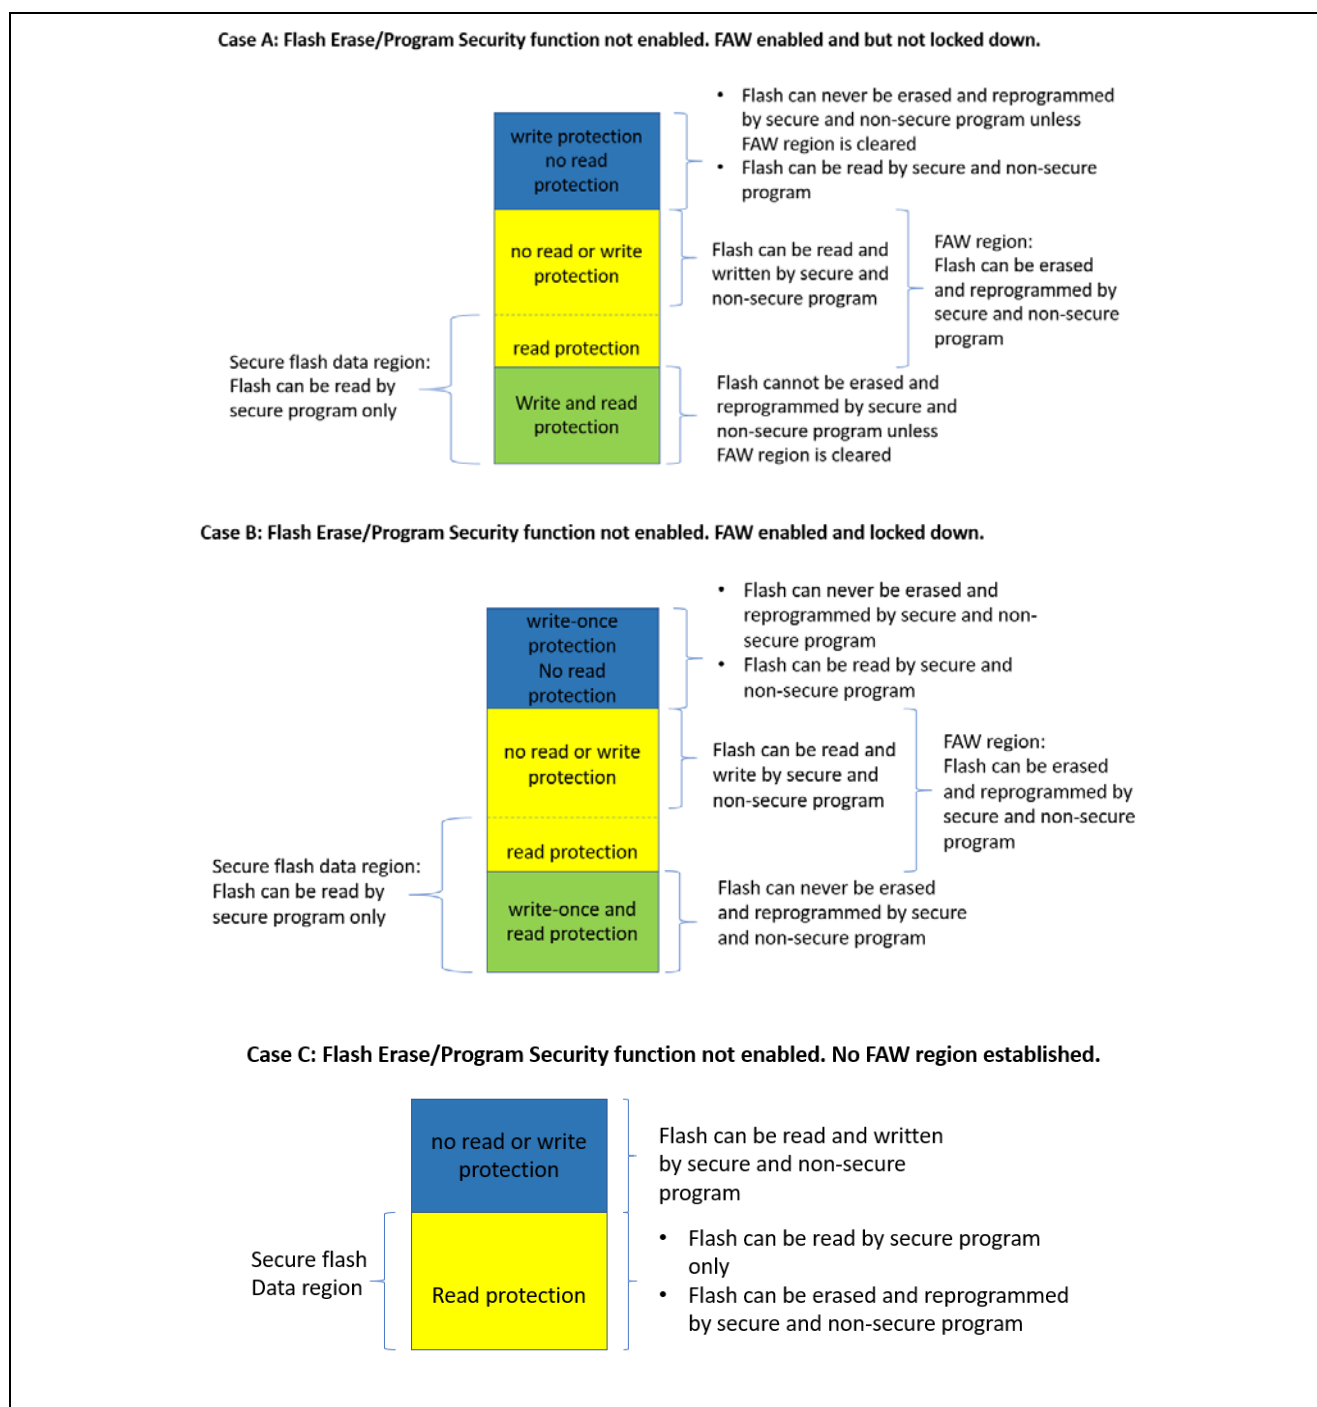 Case A: Flash Erase/Program Security function not enabled. FAW enabled and but not locked down.
write protection
no read
protection
• Flash can never be erased and reprogrammed
by secure and non-secure program unless
FAW region is cleared
• Flash can be read by secure and non-secure
program
no read or write
protection
Flash can be read and
written by secure and
non-secure program
FAW region:
Flash can be erased
and reprogrammed by
secure and non-secure
program
read protection
Secure flash data region:
Flash can be read by
secure program only
Write and read
protection
Flash cannot be erased and
reprogrammed by secure and
non-secure program unless
FAW region is cleared
Case B: Flash Erase/Program Security function not enabled. FAW enabled and locked down.
write-once
protection
No read
protection
• Flash can never be erased and
reprogrammed by secure and non-
secure program
• Flash can be read by secure and
non-secure program
no read or write
protection
Flash can be read and
write by secure and
non-secure program
FAW region:
Flash can be erased
and reprogrammed by
secure and non-secure
program
read protection
Secure flash data region:
Flash can be read by
secure program only
write-once and
read protection
Flash can never be erased
and reprogrammed by secure
and non-secure program
Case C: Flash Erase/Program Security function not enabled. No FAW region established.
no read or write
protection
Flash can be read and written
by secure and non-secure
program
Secure flash
Data region
Read protection
• Flash can be read by secure program
only
• Flash can be erased and reprogrammed
by secure and non-secure program